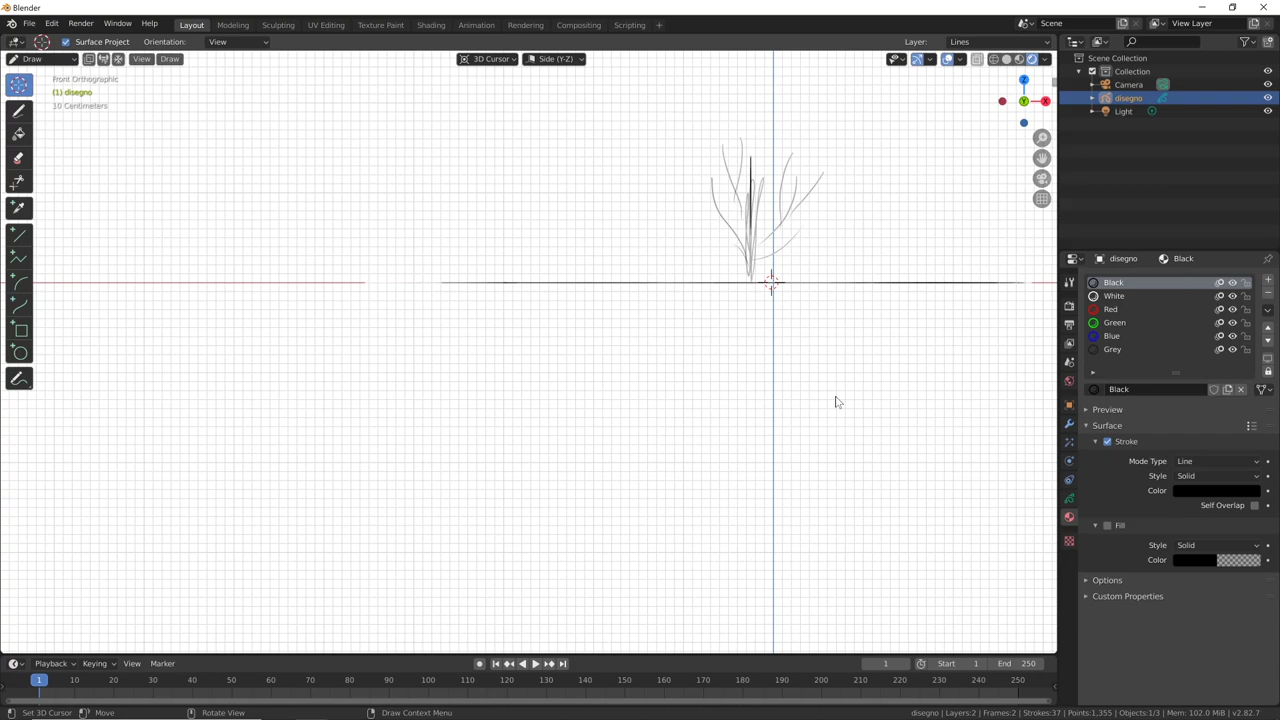 Blender
File Edit Render Window Help Layout Modeling Sculpting UV Editing Texture Paint Shading Animation Rendering Compositing Scripting + Scene View Layer
Surface Project Orientation: View Layer: Lines
Draw View Draw 3D Cursor Side (Y-Z)
Front Orthographic
(1) disegno
10 Centimeters
Z
Y X
Scene Collection
Collection
Camera
disegno
Light
disegno Black
Black
White
Red
Green
Blue
Grey
Black
Preview
Surface
Stroke
Mode Type Line
Style Solid
Color
Self Overlap
Fill
Style Solid
Color
Options
Custom Properties
Playback Keying View Marker 1 Start 1 End 250
1 10 20 30 40 50 60 70 80 90 100 110 120 130 140 150 160 170 180 190 200 210 220 230 240 250
Set 3D Cursor Move Rotate View Draw Context Menu disegno | Layers:2 | Frames:2 | Strokes:37 | Points:1,355 | Objects:1/3 | Mem: 102.0 MiB | v2.82.7